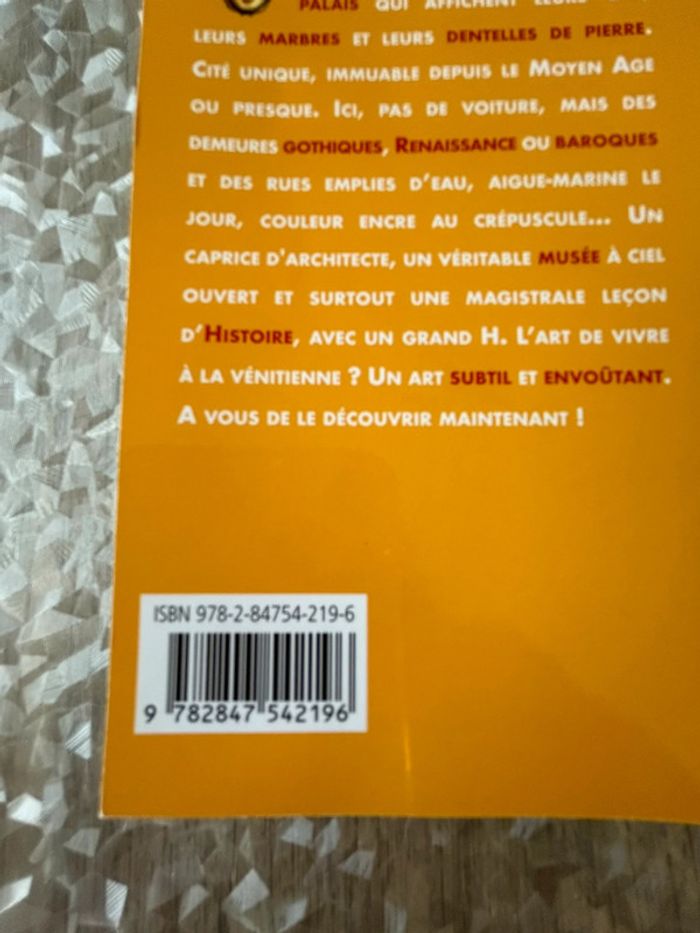 PALAIS QUI AFFICHENT LEURS
LEURS MARBRES ET LEURS DENTELLES DE PIERRE.
CITÉ UNIQUE, IMMUABLE DEPUIS LE MOYEN AGE
OU PRESQUE. ICI, PAS DE VOITURE, MAIS DES
DEMEURES GOTHIQUES, RENAISSANCE OU BAROQUES
ET DES RUES EMPLIES D'EAU, AIGUE-MARINE LE
JOUR, COULEUR ENCRE AU CRÉPUSCULE... UN
CAPRICE D'ARCHITECTE, UN VÉRITABLE MUSÉE À CIEL
OUVERT ET SURTOUT UNE MAGISTRALE LEÇON
D'HISTOIRE, AVEC UN GRAND H. L'ART DE VIVRE
À LA VÉNITIENNE ? UN ART SUBTIL ET ENVOÛTANT.
A VOUS DE LE DÉCOUVRIR MAINTENANT !
ISBN 978-2-84754-219-6
9 782847 542196